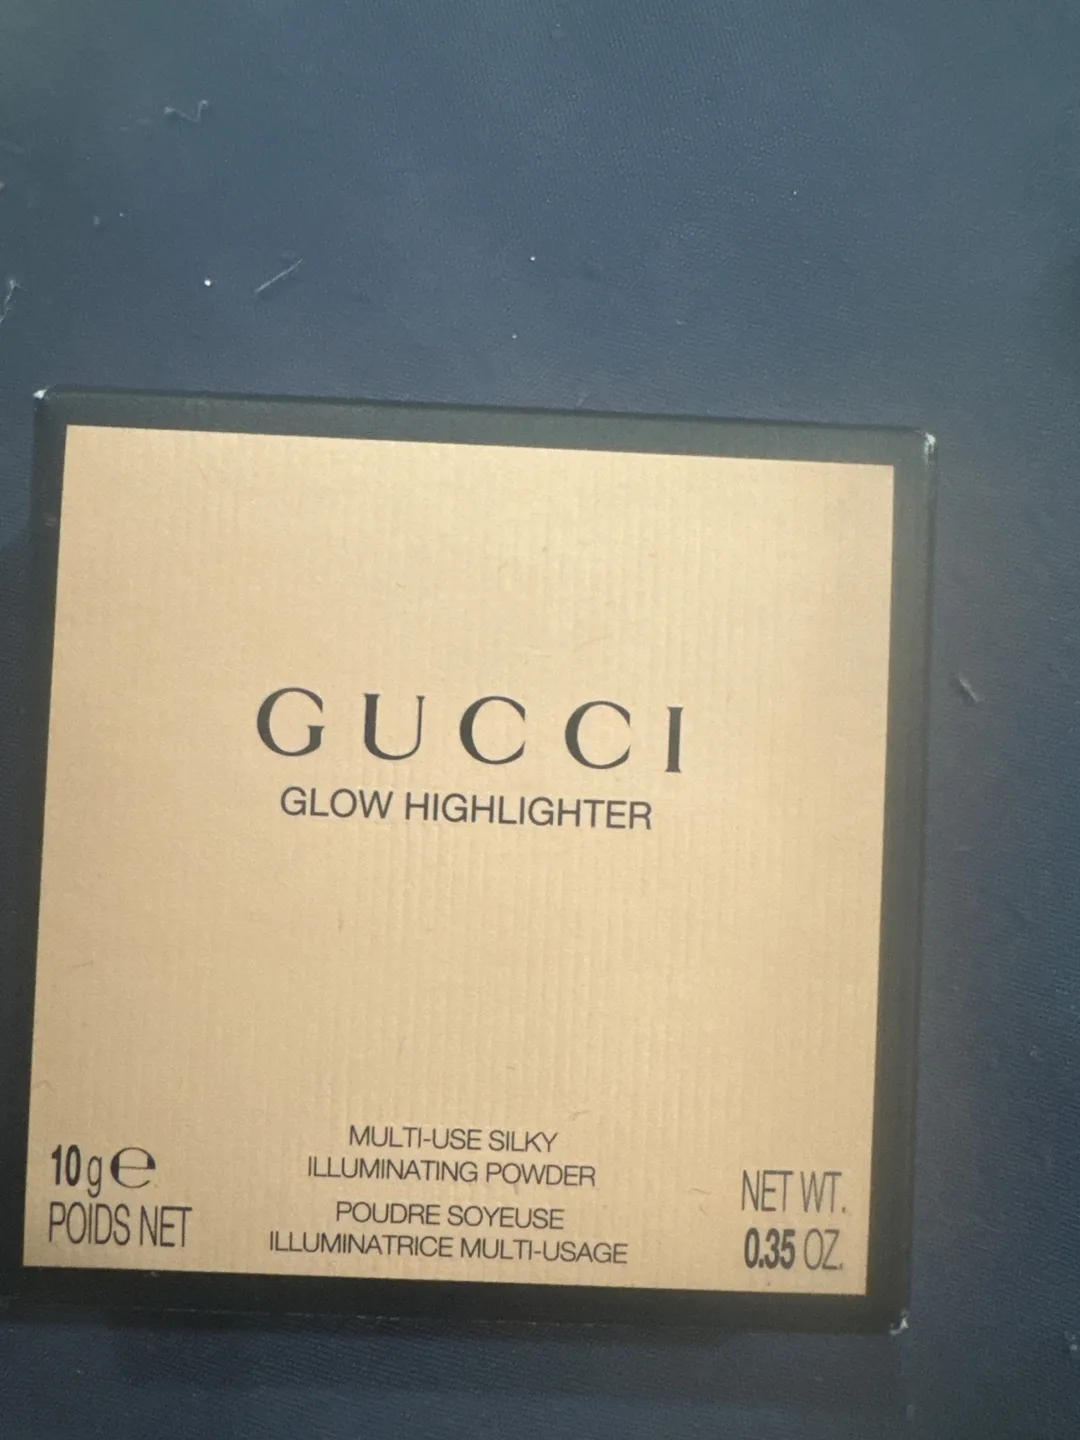 GUCCI
GLOW HIGHLIGHTER
MULTI-USE SILKY
ILLUMINATING POWDER
POUDRE SOYEUSE
ILLUMINATRICE MULTI-USAGE
10 g ℮
POIDS NET
NET WT.
0.35 OZ.